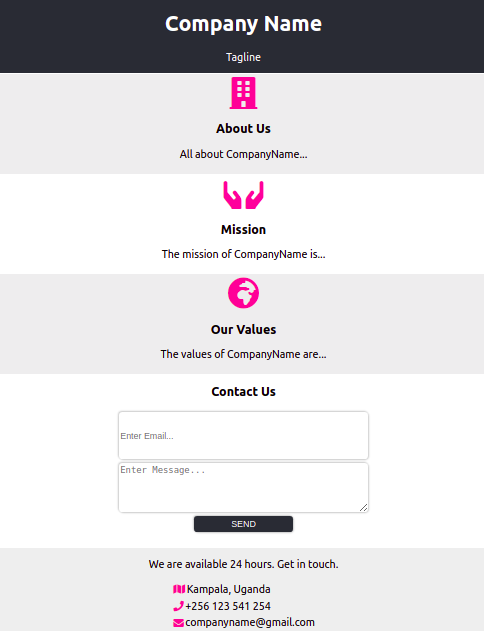 Company Name
Tagline
About Us
All about CompanyName...
Mission
The mission of CompanyName is...
Our Values
The values of CompanyName are...
Contact Us
Enter Email...
Enter Message...
SEND
We are available 24 hours. Get in touch.
Kampala, Uganda
+256 123 541 254
companyname@gmail.com